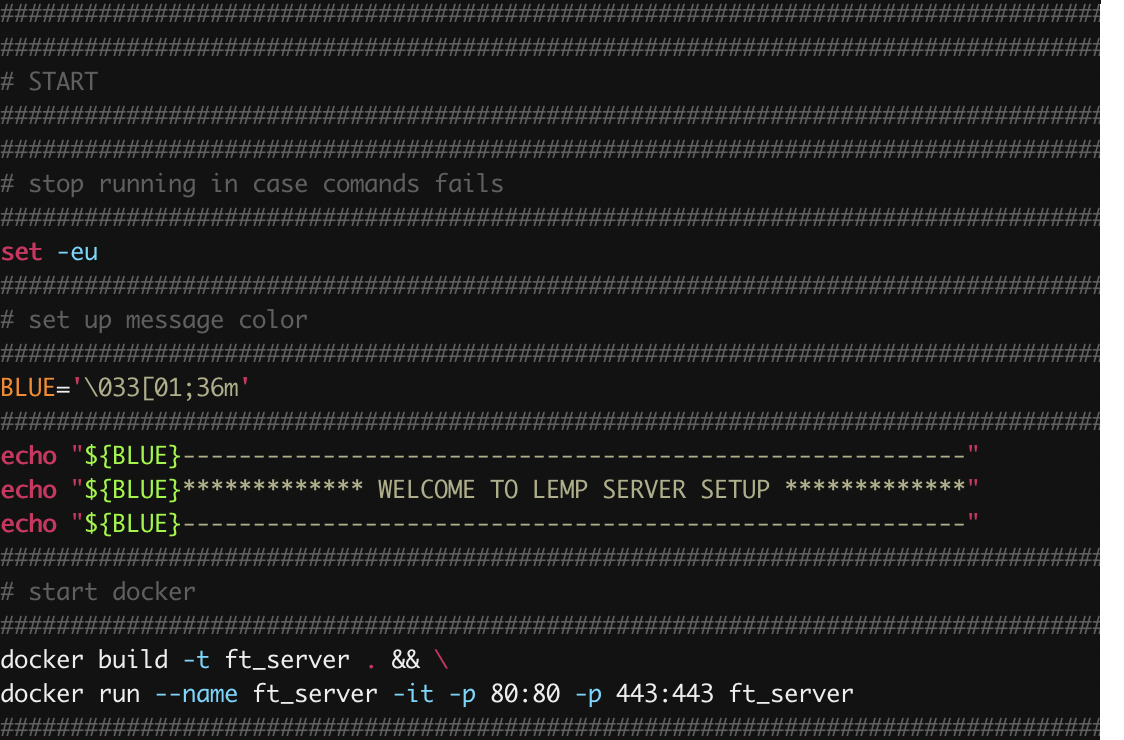 ###############################################################################
###############################################################################
# START
###############################################################################
###############################################################################
# stop running in case comands fails
###############################################################################
set -eu
###############################################################################
# set up message color
###############################################################################
BLUE='\033[01;36m'
###############################################################################
echo "${BLUE}--------------------------------------------------------"
echo "${BLUE}************* WELCOME TO LEMP SERVER SETUP *************"
echo "${BLUE}--------------------------------------------------------"
###############################################################################
# start docker
###############################################################################
docker build -t ft_server . && \
docker run --name ft_server -it -p 80:80 -p 443:443 ft_server
###############################################################################